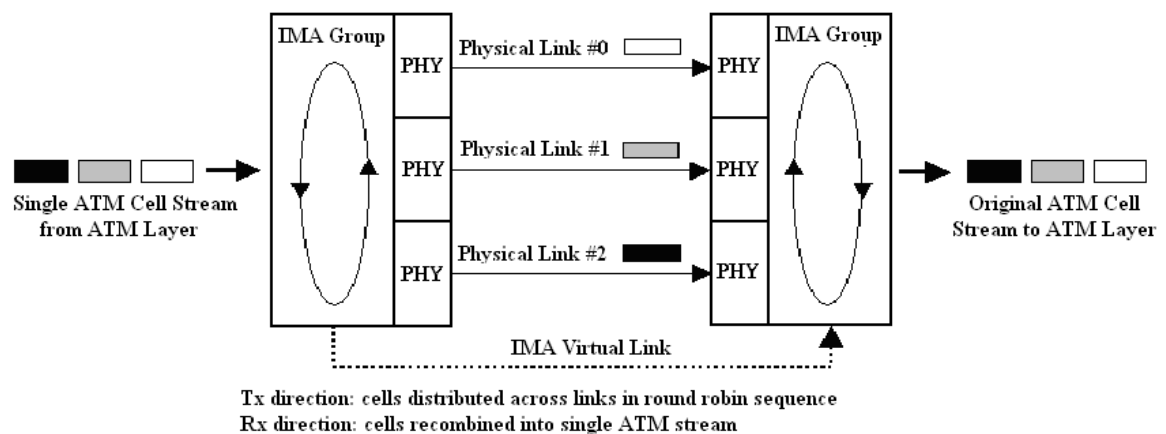 IMA Group
IMA Group
Physical Link #0
PHY
PHY
Physical Link #1
PHY
PHY
Single ATM Cell Stream
from ATM Layer
Original ATM Cell
Stream to ATM Layer
Physical Link #2
PHY
PHY
IMA Virtual Link
Tx direction: cells distributed across links in round robin sequence
Rx direction: cells recombined into single ATM stream